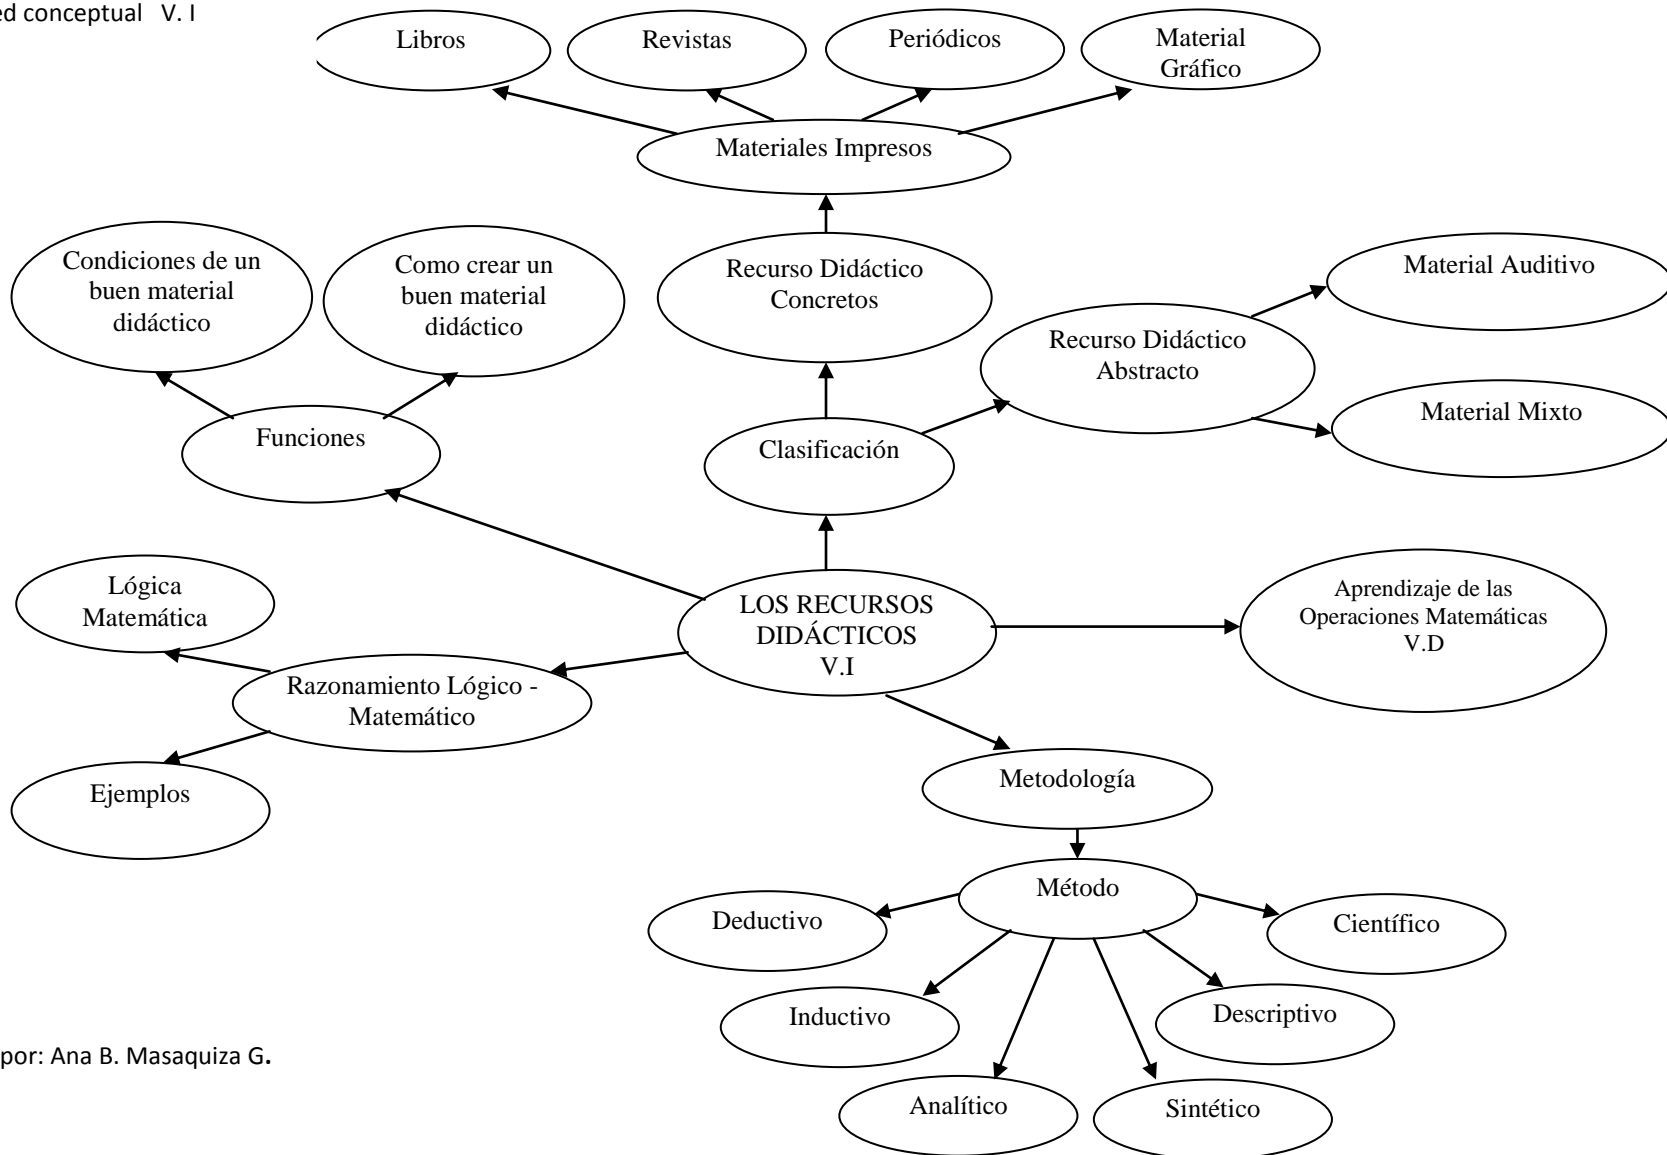 ed conceptual V. I
Libros
Revistas
Periódicos
Material
Gráfico
Materiales Impresos
Condiciones de un
buen material
didáctico
Como crear un
buen material
didáctico
Recurso Didáctico
Concretos
Material Auditivo
Recurso Didáctico
Abstracto
Material Mixto
Funciones
Clasificación
Lógica
Matemática
LOS RECURSOS
DIDÁCTICOS
V.I
Aprendizaje de las
Operaciones Matemáticas
V.D
Razonamiento Lógico -
Matemático
Ejemplos
Metodología
Método
Deductivo
Científico
Inductivo
Descriptivo
Analítico
Sintético
por: Ana B. Masaquiza G.